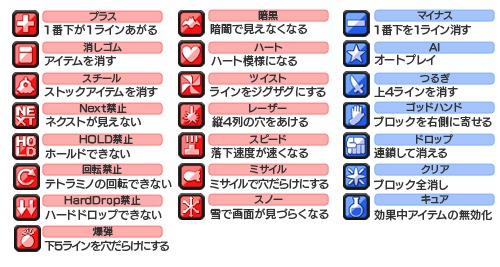 プラス
1番下が1ラインあがる
消しゴム
アイテムを消す
スチール
ストックアイテムを消す
NEXT
Next禁止
ネクストが見えない
HOLD
HOLD禁止
ホールドできない
回転禁止
テトラミノの回転できない
HardDrop禁止
ハードドロップできない
爆弾
下5ラインを穴だらけにする
暗黒
暗闇で見えなくなる
ハート
ハート模様になる
ツイスト
ラインをジグザグにする
レーザー
縦4列の穴をあける
スピード
落下速度が速くなる
ミサイル
ミサイルで穴だらけにする
スノー
雪で画面が見づらくなる
マイナス
1番下を1ライン消す
AI
オートプレイ
つるぎ
上4ラインを消す
ゴッドハンド
ブロックを右側に寄せる
ドロップ
連鎖して消える
クリア
ブロック全消し
キュア
効果中アイテムの無効化